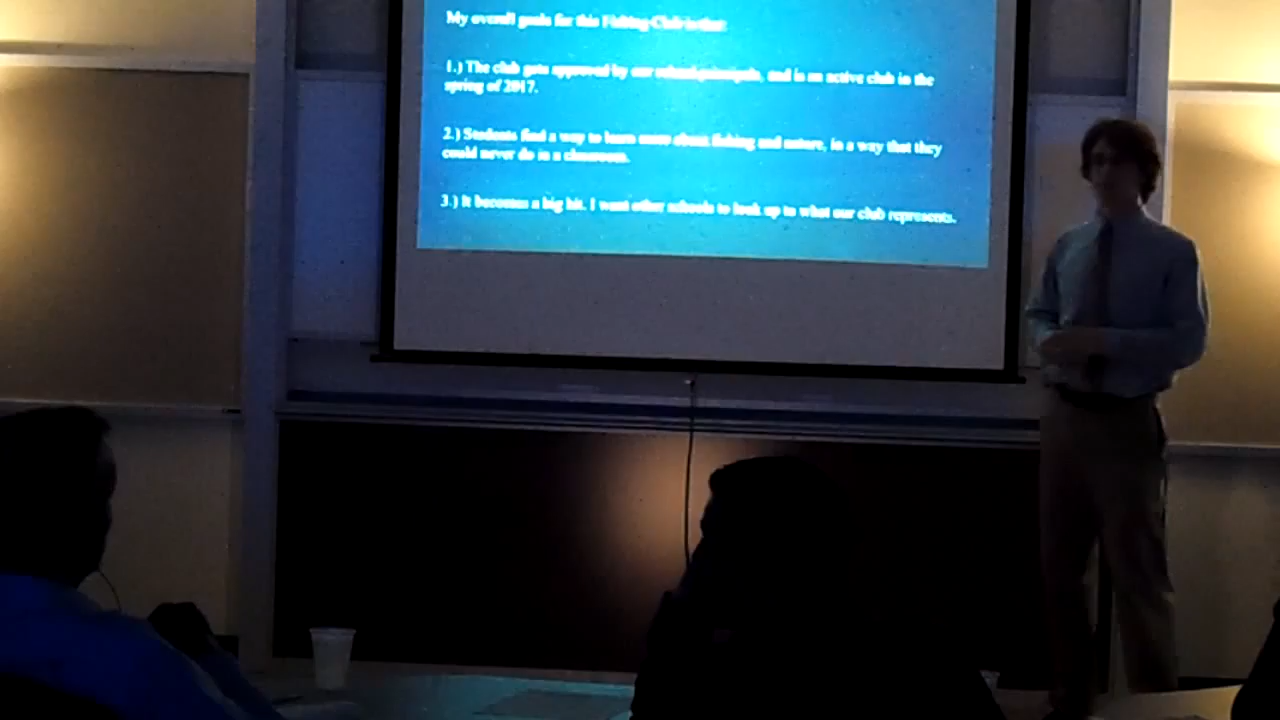 My overall goals for this Fishing Club is that:
1.) The club gets approved by our school principals, and is an active club in the
spring of 2017.
2.) Students find a way to learn more about fishing and nature, in a way that they
could never do in a classroom.
3.) It becomes a big hit. I want other schools to look up to what our club represents.